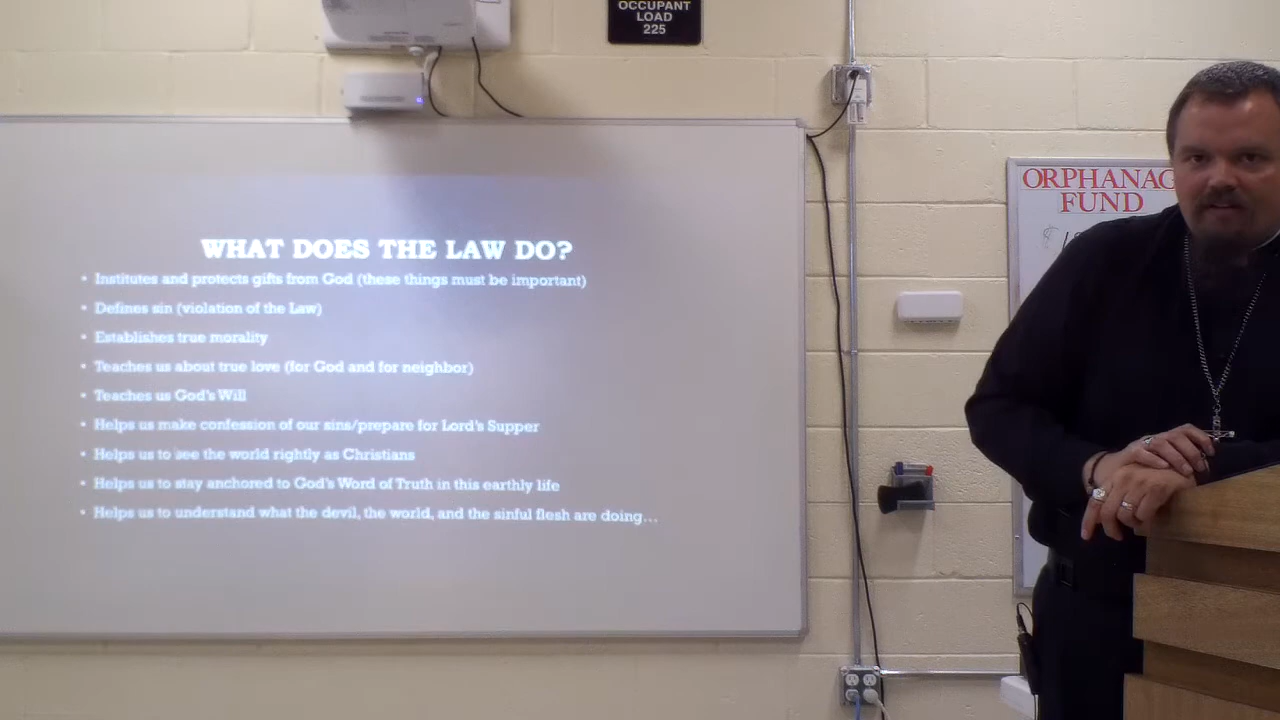 OCCUPANT
LOAD
225
ORPHANAG
FUND
WHAT DOES THE LAW DO?
• Institutes and protects gifts from God (these things must be important)
• Defines sin (violation of the Law)
• Establishes true morality
• Teaches us about true love (for God and for neighbor)
• Teaches us God's Will
• Helps us make confession of our sins/prepare for Lord's Supper
• Helps us to see the world rightly as Christians
• Helps us to stay anchored to God's Word of Truth in this earthly life
• Helps us to understand what the devil, the world, and the sinful flesh are doing...